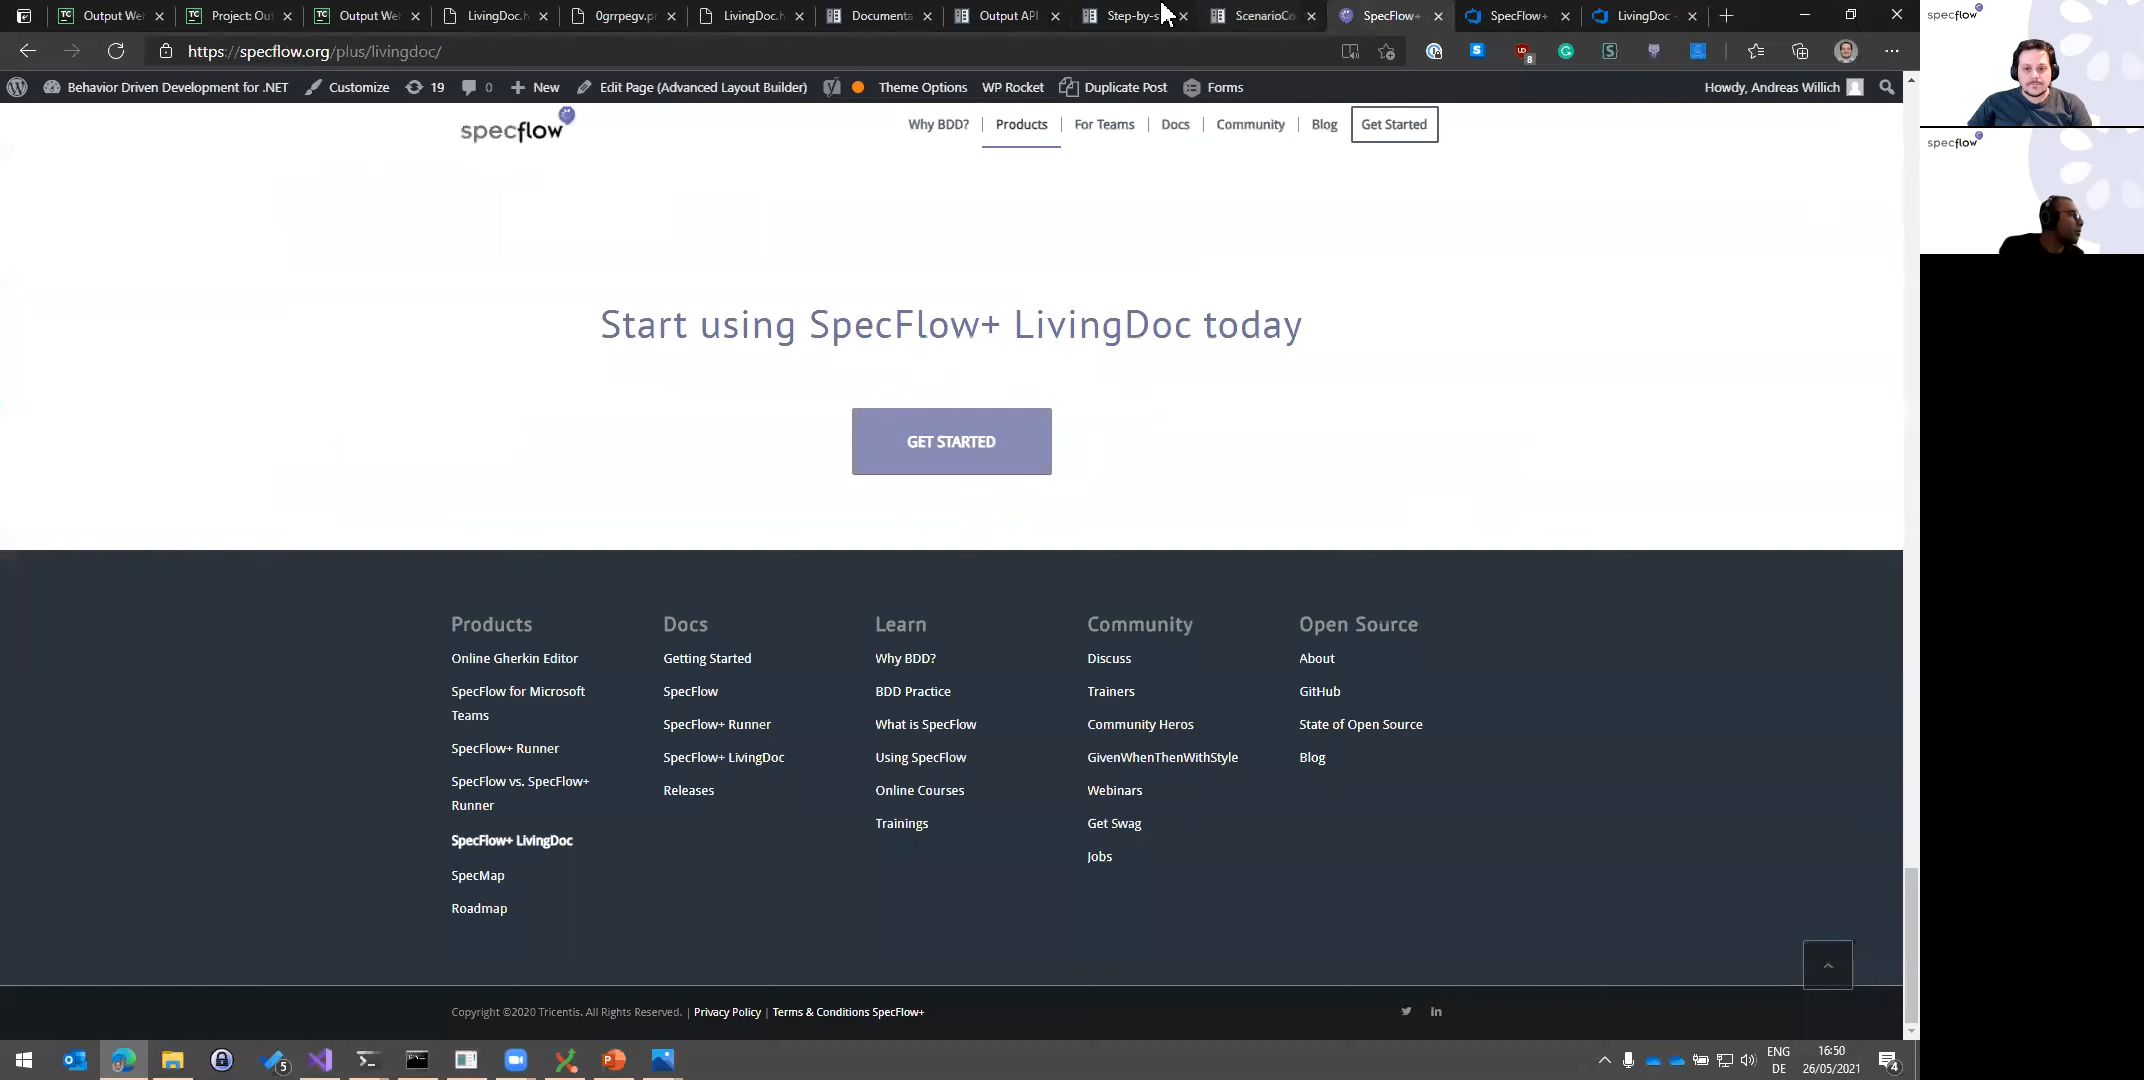 Output We
Project: Ou
Output We
LivingDoc.h
0grrpegv.p
LivingDoc.h
Documenta
Output API
Step-by-s
ScenarioCo
SpecFlow+
SpecFlow+
LivingDoc -
https://specflow.org/plus/livingdoc/
8
Behavior Driven Development for .NET
Customize
19
0
New
Edit Page (Advanced Layout Builder)
Theme Options
WP Rocket
Duplicate Post
Forms
Howdy, Andreas Willich
specflow
Why BDD?
Products
For Teams
Docs
Community
Blog
Get Started
Start using SpecFlow+ LivingDoc today
GET STARTED
Products
Online Gherkin Editor
SpecFlow for Microsoft
Teams
SpecFlow+ Runner
SpecFlow vs. SpecFlow+
Runner
SpecFlow+ LivingDoc
SpecMap
Roadmap
Docs
Getting Started
SpecFlow
SpecFlow+ Runner
SpecFlow+ LivingDoc
Releases
Learn
Why BDD?
BDD Practice
What is SpecFlow
Using SpecFlow
Online Courses
Trainings
Community
Discuss
Trainers
Community Heros
GivenWhenThenWithStyle
Webinars
Get Swag
Jobs
Open Source
About
GitHub
State of Open Source
Blog
Copyright ©2020 Tricentis. All Rights Reserved. | Privacy Policy | Terms & Conditions SpecFlow+
5
ENG
DE
16:50
26/05/2021
4
specflow
specflow